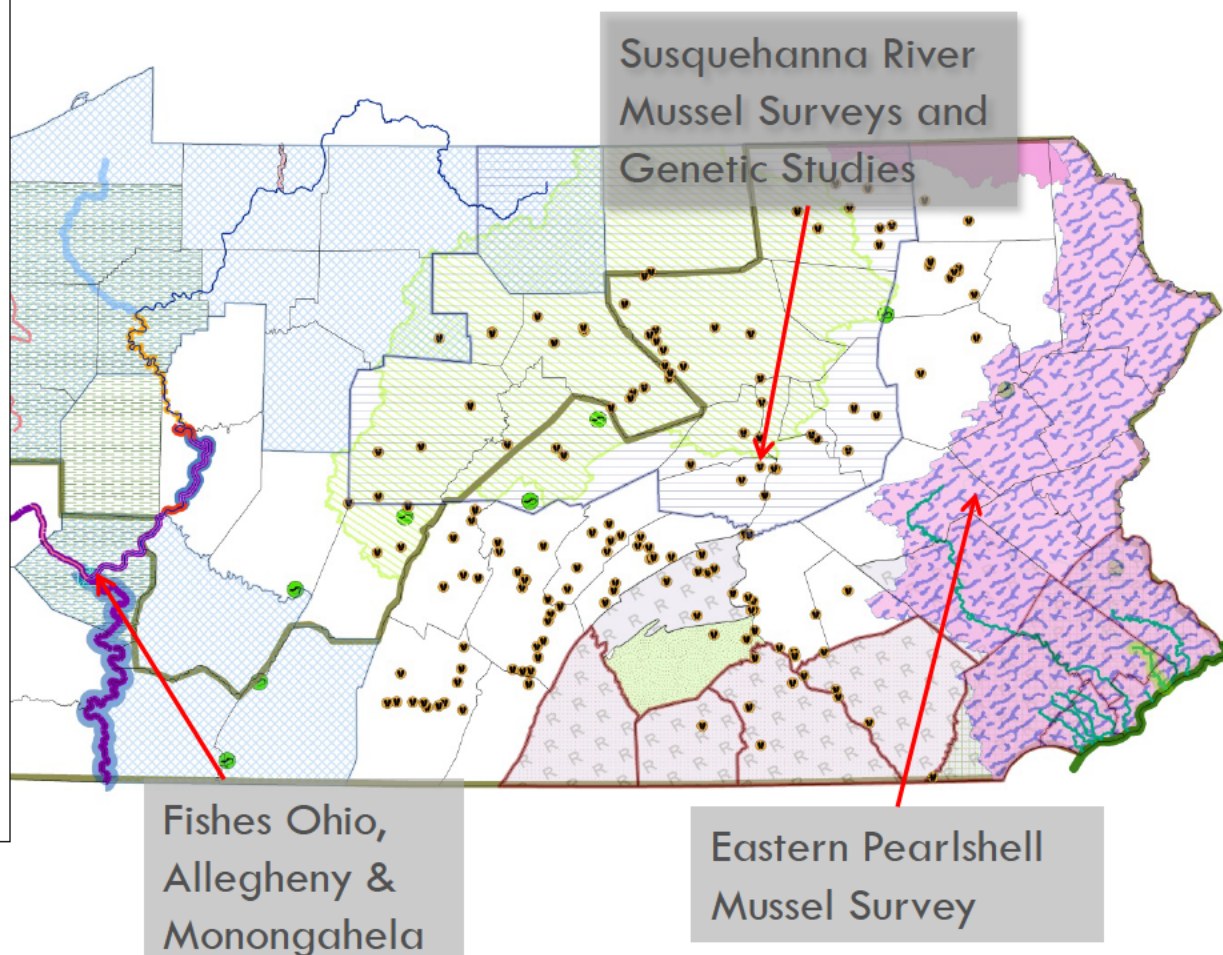 Susquehanna River
Mussel Surveys and
Genetic Studies
Fishes Ohio,
Allegheny &
Monongahela
Eastern Pearlshell
Mussel Survey